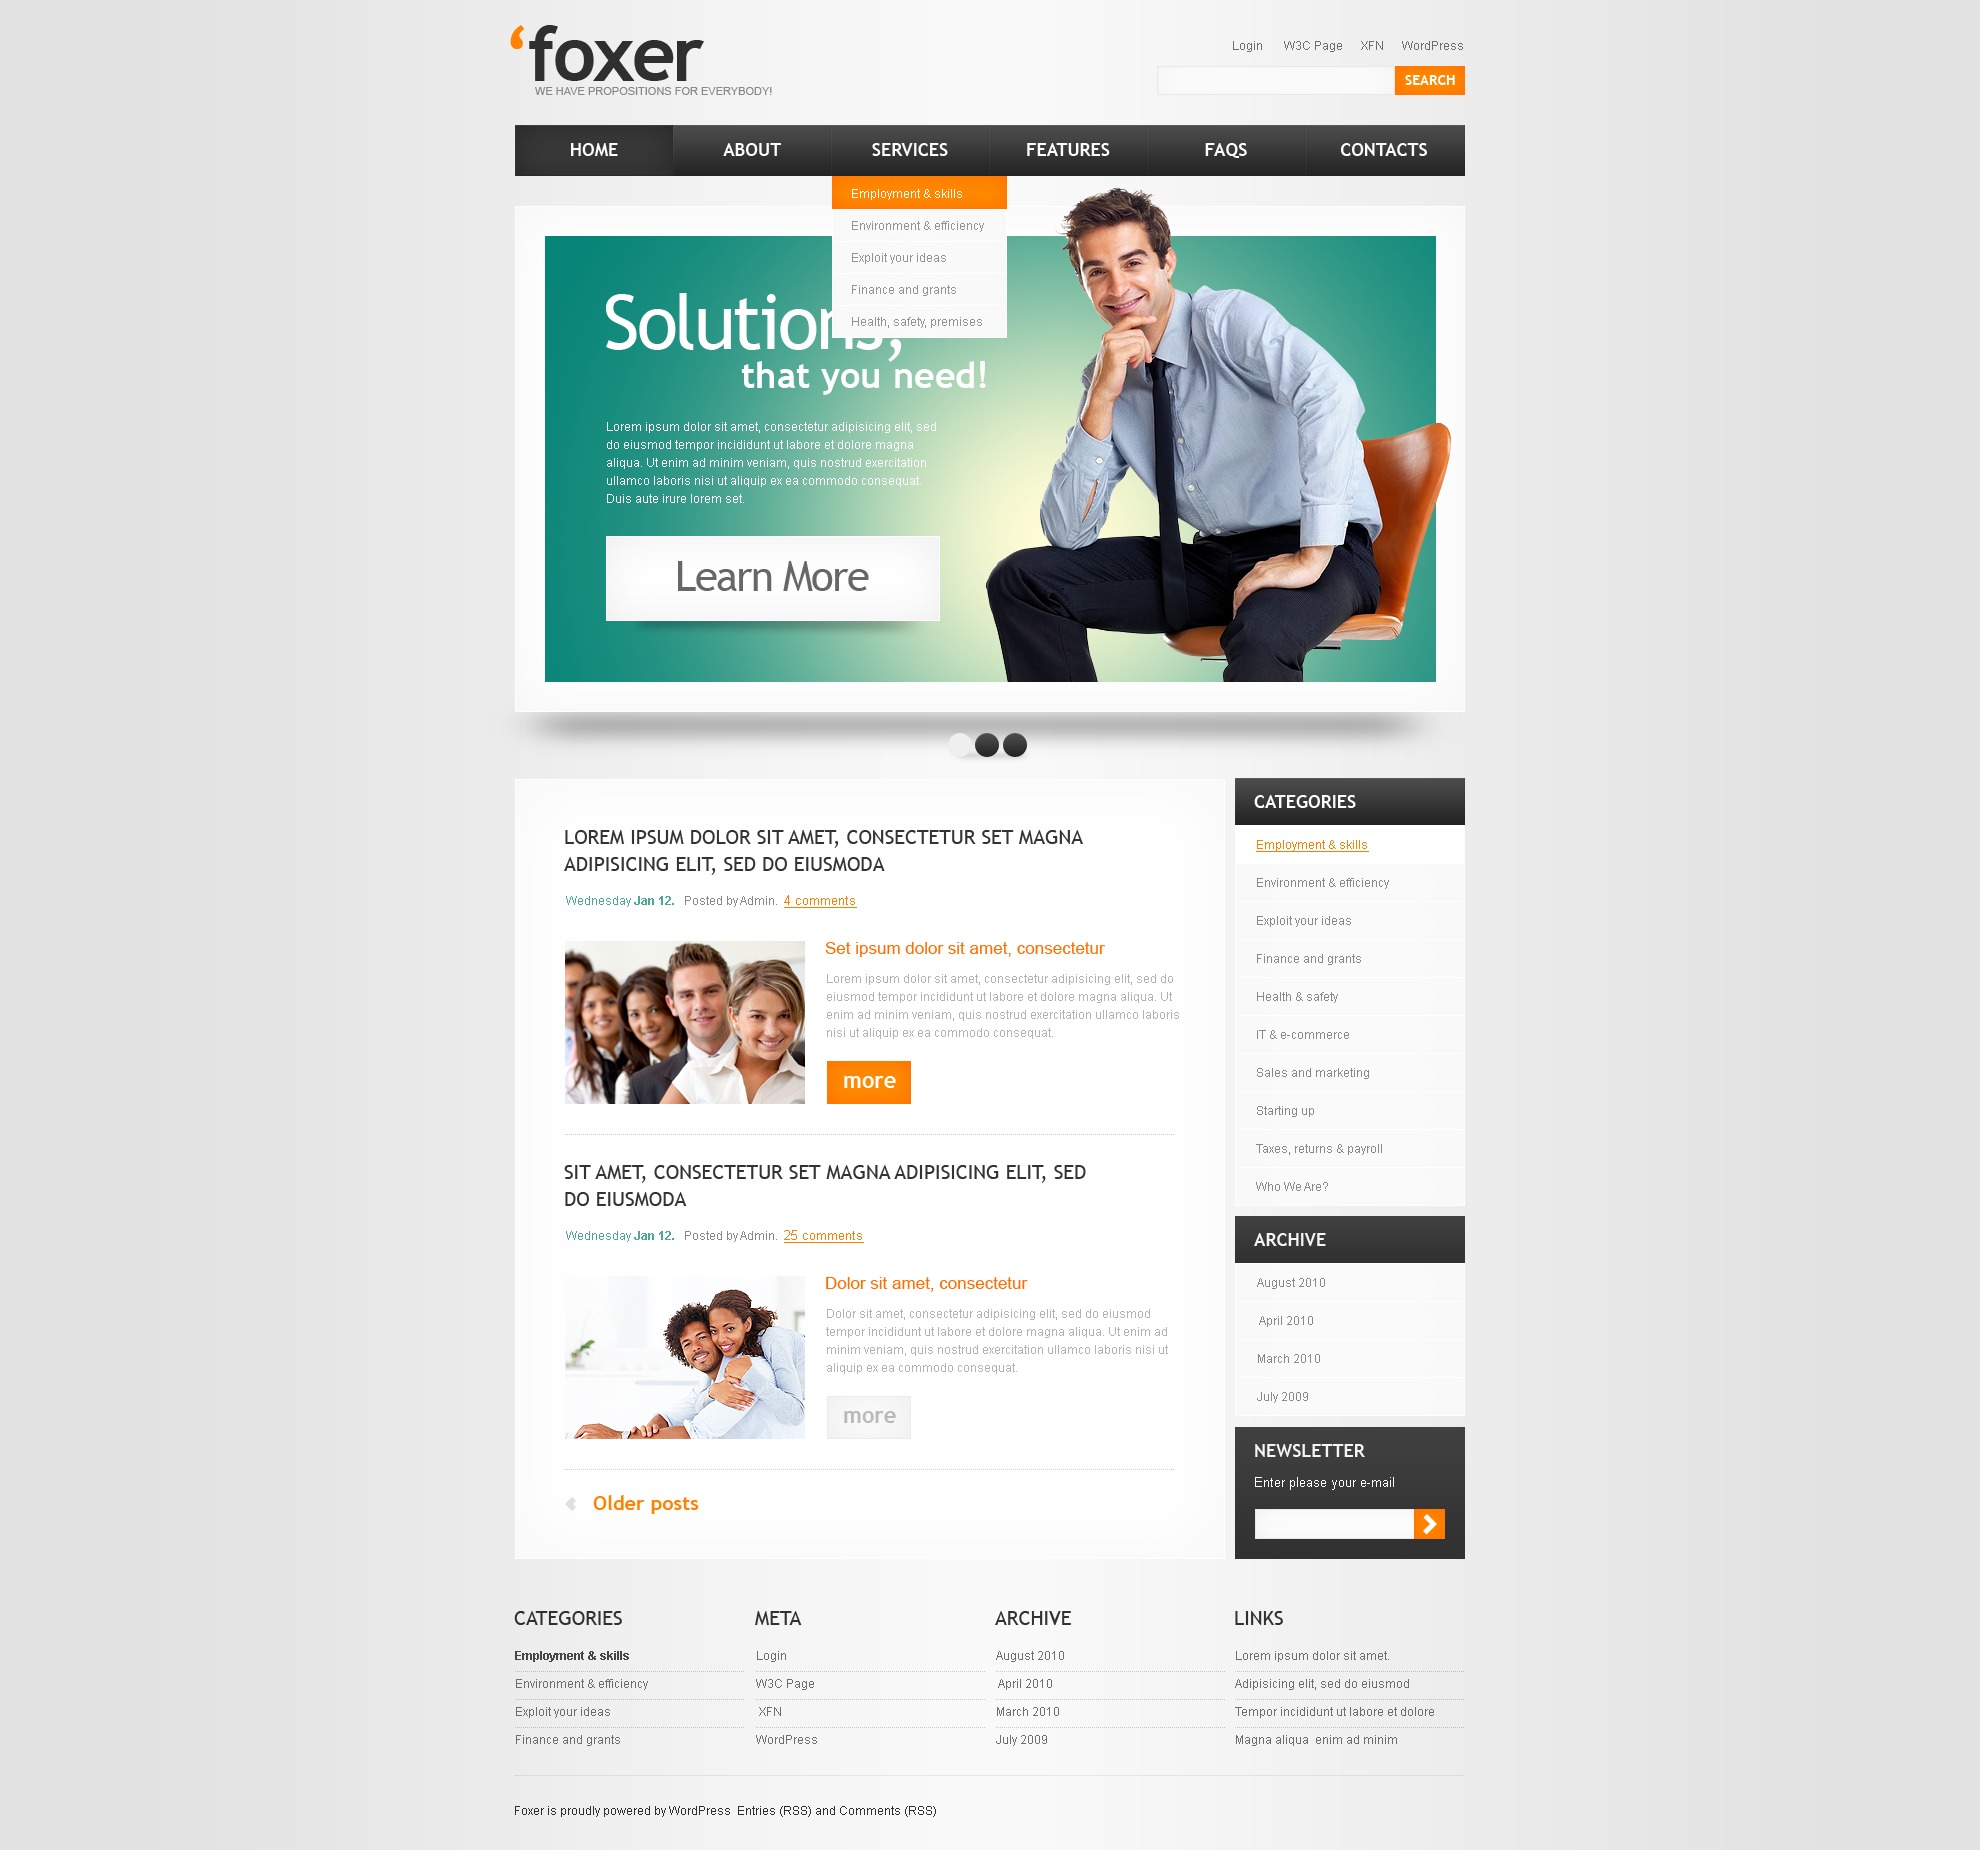 ‘foxer
WE HAVE PROPOSITIONS FOR EVERYBODY!
Login W3C Page XFN WordPress
SEARCH
HOME ABOUT SERVICES FEATURES FAQS CONTACTS
Employment & skills
Environment & efficiency
Exploit your ideas
Finance and grants
Health, safety, premises
Solutions,
that you need!
Lorem ipsum dolor sit amet, consectetur adipisicing elit, sed
do eiusmod tempor incididunt ut labore et dolore magna
aliqua. Ut enim ad minim veniam, quis nostrud exercitation
ullamco laboris nisi ut aliquip ex ea commodo consequat.
Duis aute irure lorem set.
Learn More
LOREM IPSUM DOLOR SIT AMET, CONSECTETUR SET MAGNA
ADIPISICING ELIT, SED DO EIUSMODA
Wednesday Jan 12. Posted by Admin. 4 comments
Set ipsum dolor sit amet, consectetur
Lorem ipsum dolor sit amet, consectetur adipisicing elit, sed do
eiusmod tempor incididunt ut labore et dolore magna aliqua. Ut
enim ad minim veniam, quis nostrud exercitation ullamco laboris
nisi ut aliquip ex ea commodo consequat.
more
SIT AMET, CONSECTETUR SET MAGNA ADIPISICING ELIT, SED
DO EIUSMODA
Wednesday Jan 12. Posted by Admin. 25 comments
Dolor sit amet, consectetur
Dolor sit amet, consectetur adipisicing elit, sed do eiusmod
tempor incididunt ut labore et dolore magna aliqua. Ut enim ad
minim veniam, quis nostrud exercitation ullamco laboris nisi ut
aliquip ex ea commodo consequat.
more
Older posts
CATEGORIES
Employment & skills
Environment & efficiency
Exploit your ideas
Finance and grants
Health & safety
IT & e-commerce
Sales and marketing
Starting up
Taxes, returns & payroll
Who We Are?
ARCHIVE
August 2010
April 2010
March 2010
July 2009
NEWSLETTER
Enter please your e-mail
CATEGORIES
Employment & skills
Environment & efficiency
Exploit your ideas
Finance and grants
META
Login
W3C Page
XFN
WordPress
ARCHIVE
August 2010
April 2010
March 2010
July 2009
LINKS
Lorem ipsum dolor sit amet.
Adipisicing elit, sed do eiusmod
Tempor incididunt ut labore et dolore
Magna aliqua enim ad minim
Foxer is proudly powered by WordPress Entries (RSS) and Comments (RSS)